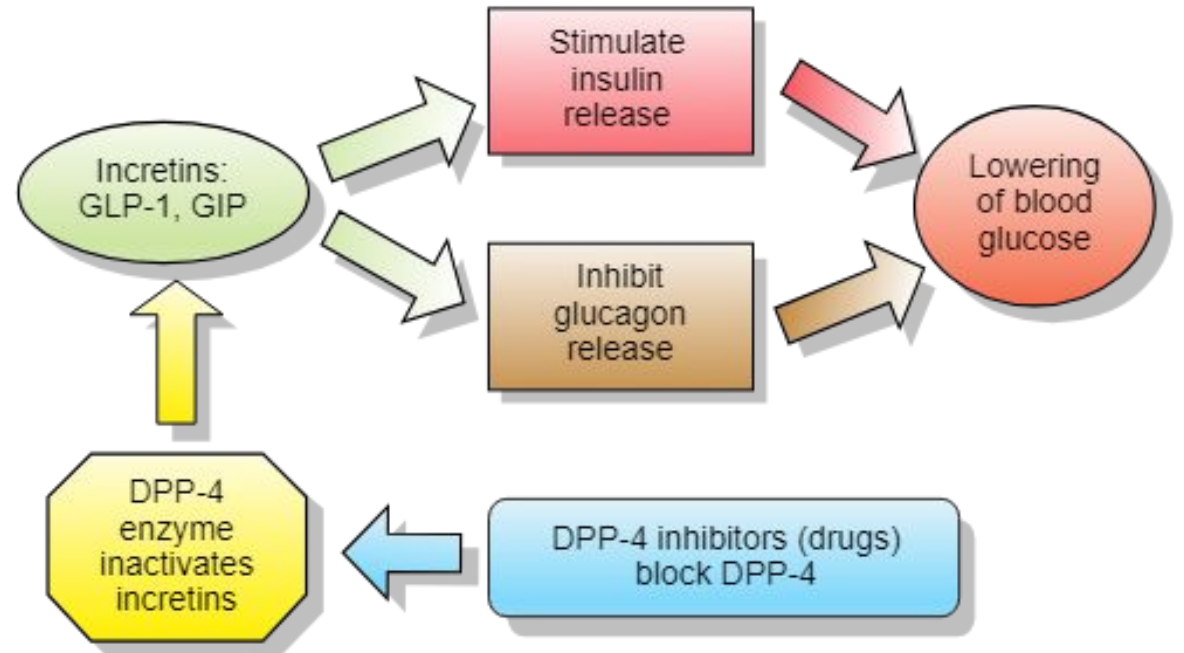 Stimulate
insulin
release
Incretins:
GLP-1, GIP
Lowering
of blood
glucose
Inhibit
glucagon
release
DPP-4
enzyme
inactivates
incretins
DPP-4 inhibitors (drugs)
block DPP-4